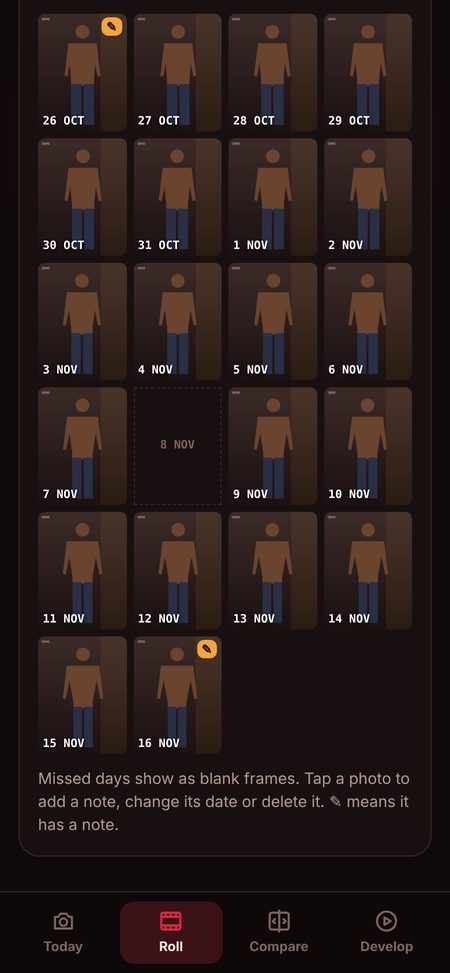 ✎
26 OCT
27 OCT
28 OCT
29 OCT
30 OCT
31 OCT
1 NOV
2 NOV
3 NOV
4 NOV
5 NOV
6 NOV
7 NOV
8 NOV
9 NOV
10 NOV
11 NOV
12 NOV
13 NOV
14 NOV
✎
15 NOV
16 NOV
Missed days show as blank frames. Tap a photo to
add a note, change its date or delete it. ✎ means it
has a note.
Today
Roll
Compare
Develop